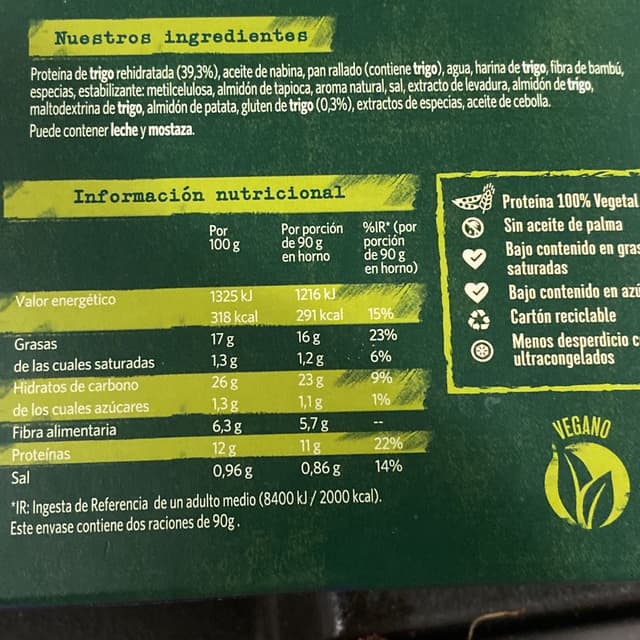 Nuestros ingredientes
Proteína de trigo rehidratada (39,3%), aceite de nabina, pan rallado (contiene trigo), agua, harina de trigo, fibra de bambú,
especias, estabilizante: metilcelulosa, almidón de tapioca, aroma natural, sal, extracto de levadura, almidón de trigo,
maltodextrina de trigo, almidón de patata, gluten de trigo (0,3%), extractos de especias, aceite de cebolla.
Puede contener leche y mostaza.
Información nutricional
Por 100 g
Por porción de 90 g en horno
%IR* (por porción de 90 g en horno)
Valor energético 1325 kJ 1216 kJ
318 kcal 291 kcal 15%
Grasas 17 g 16 g 23%
de las cuales saturadas 1,3 g 1,2 g 6%
Hidratos de carbono 26 g 23 g 9%
de los cuales azúcares 1,3 g 1,1 g 1%
Fibra alimentaria 6,3 g 5,7 g --
Proteínas 12 g 11 g 22%
Sal 0,96 g 0,86 g 14%
*IR: Ingesta de Referencia de un adulto medio (8400 kJ / 2000 kcal).
Este envase contiene dos raciones de 90g.
Proteína 100% Vegetal
Sin aceite de palma
Bajo contenido en gras
saturadas
Bajo contenido en azú
Cartón reciclable
Menos desperdicio c
ultracongelados
VEGANO